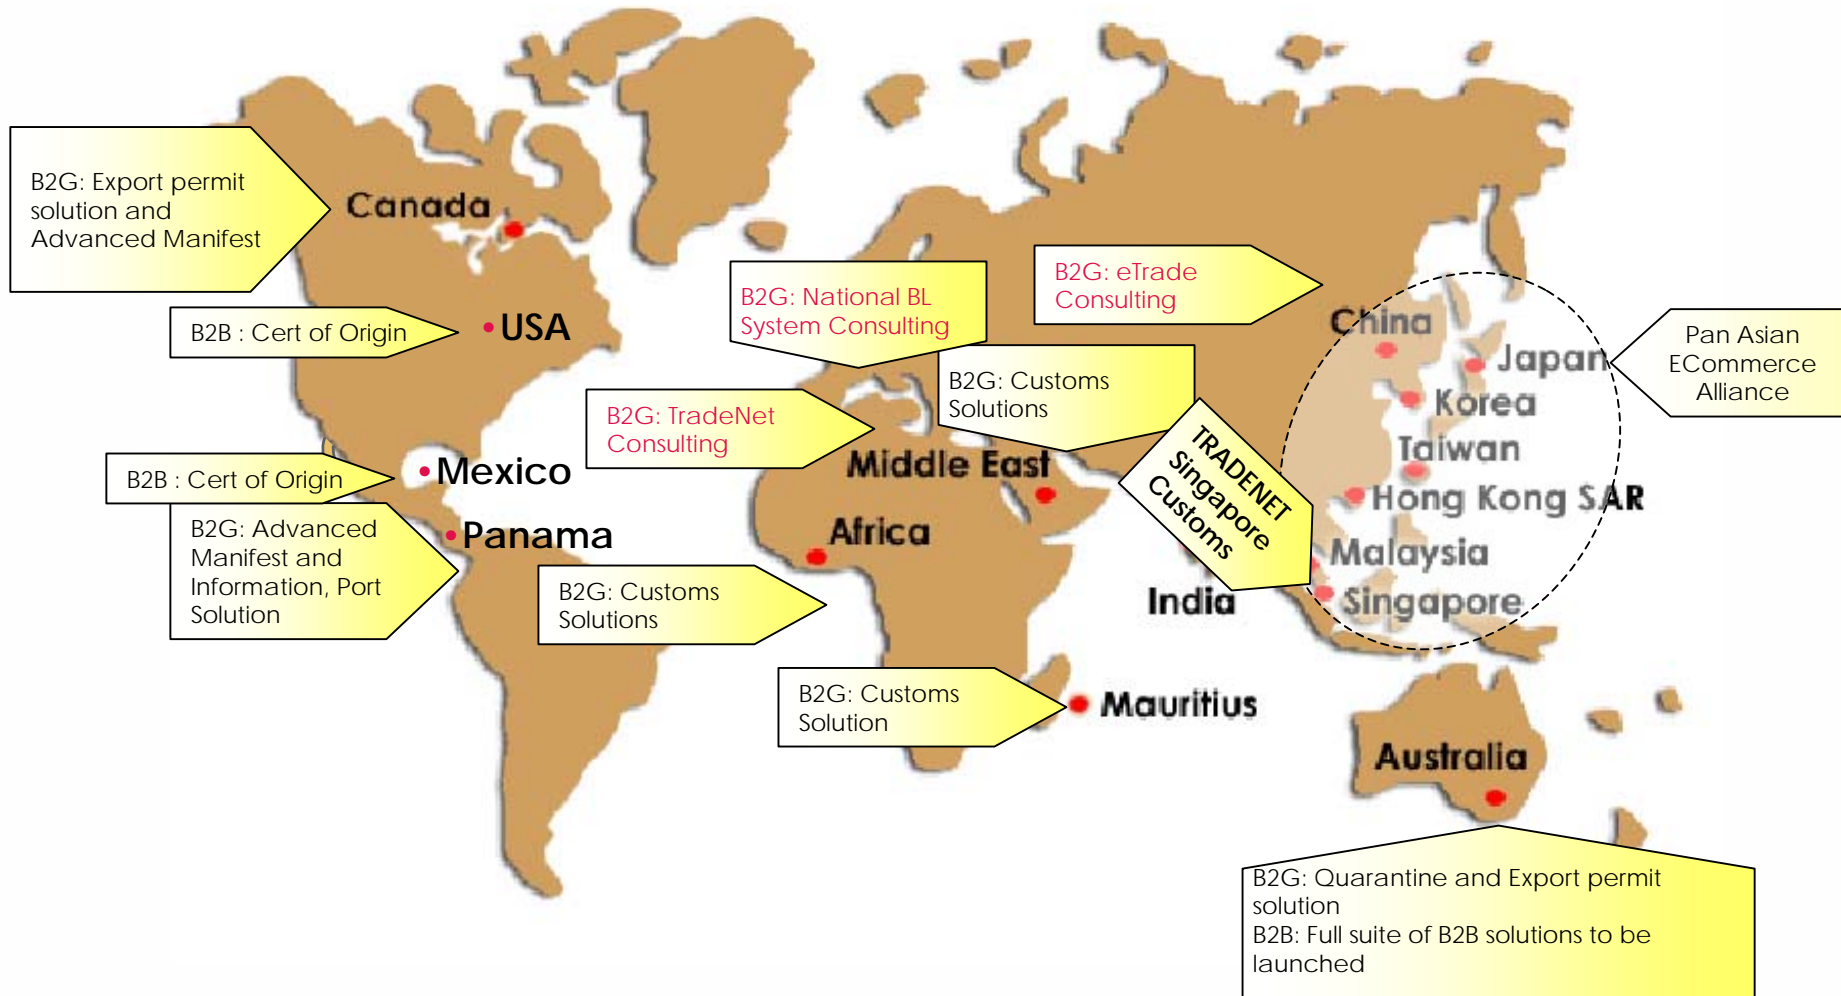 B2G: Export permit
solution and
Advanced Manifest
Canada
B2B : Cert of Origin
USA
B2G: National BL
System Consulting
B2G: eTrade
Consulting
China
Japan
Pan Asian
ECommerce
Alliance
B2G: Customs
Solutions
B2G: TradeNet
Consulting
Korea
Taiwan
Middle East
TRADENET
Singapore
Customs
B2B : Cert of Origin
Mexico
Hong Kong SAR
B2G: Advanced
Manifest and
Information, Port
Solution
Panama
Africa
Malaysia
B2G: Customs
Solutions
India
Singapore
B2G: Customs
Solution
Mauritius
Australia
B2G: Quarantine and Export permit
solution
B2B: Full suite of B2B solutions to be
launched